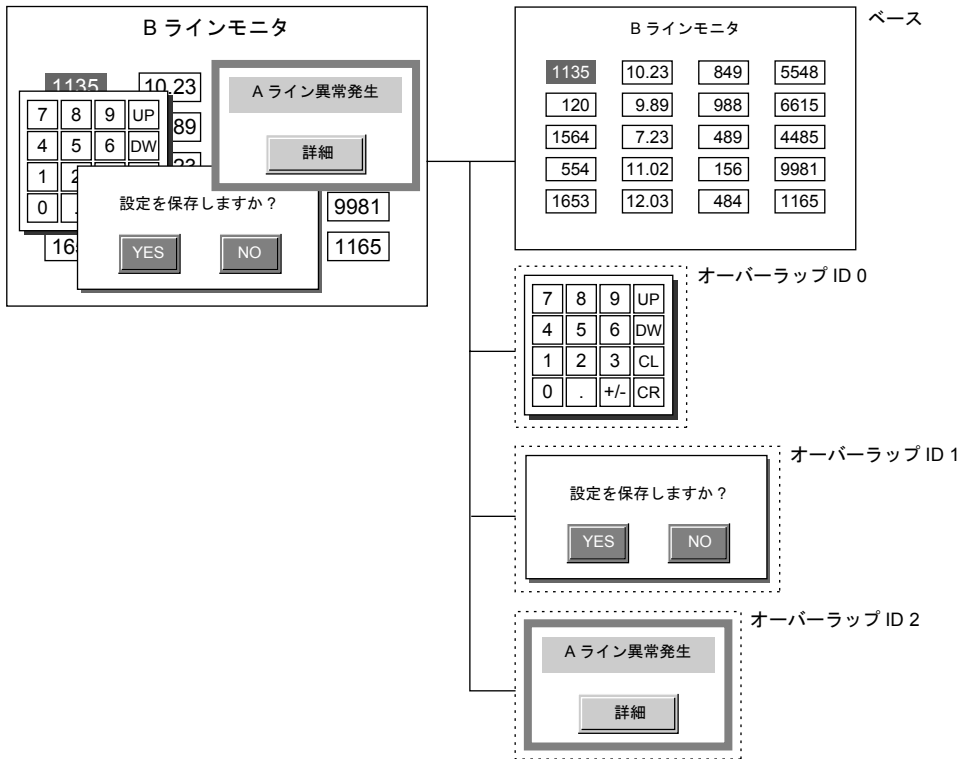 B ラインモニタ
1135 10.23
7 8 9 UP 89
4 5 6 DW
1 2 23
0 .
16
9981
1165
A ライン異常発生
詳細
設定を保存しますか？
YES NO
ベース
B ラインモニタ
1135 10.23 849 5548
120 9.89 988 6615
1564 7.23 489 4485
554 11.02 156 9981
1653 12.03 484 1165
オーバーラップ ID 0
7 8 9 UP
4 5 6 DW
1 2 3 CL
0 . +/- CR
オーバーラップ ID 1
設定を保存しますか？
YES NO
オーバーラップ ID 2
A ライン異常発生
詳細